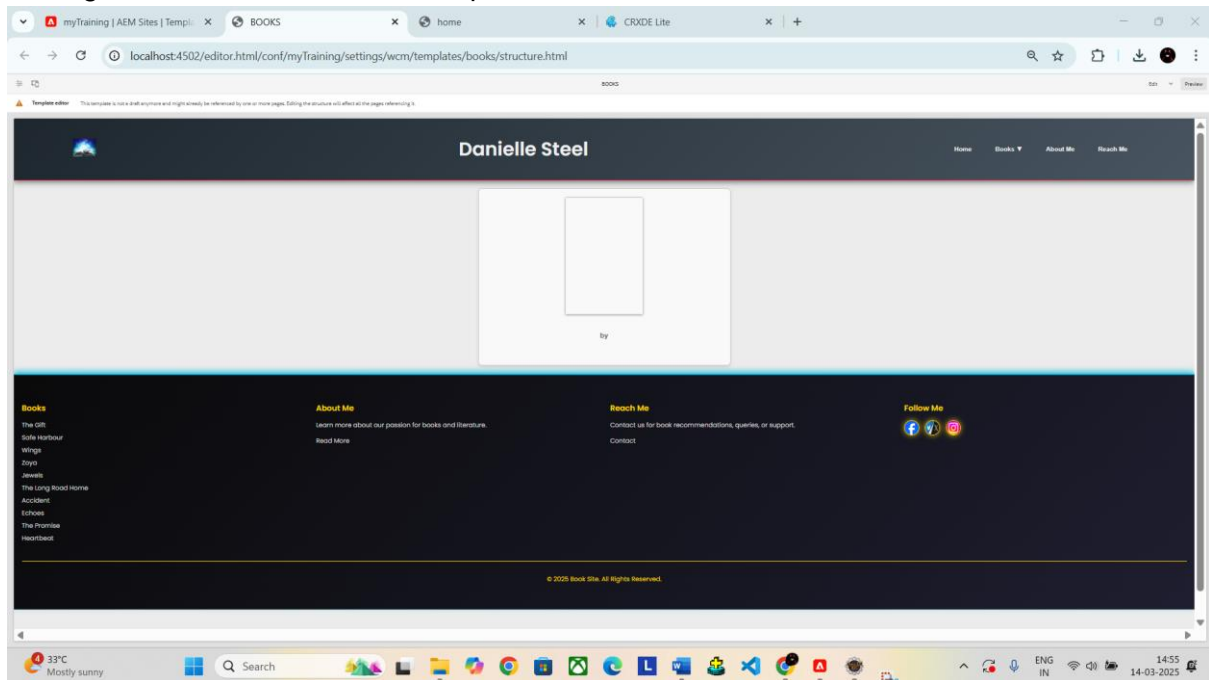 myTraining | AEM Sites | Templ
BOOKS
home
CRXDE Lite
localhost:4502/editor.html/conf/myTraining/settings/wcm/templates/books/structure.html
BOOKS
Edit
Preview
Template editor This template is not a draft anymore and might already be referenced by one or more pages. Editing the structure will effect all the pages referencing it.
Danielle Steel
Home Books ▼ About Me Reach Me
by
Books
The Gift
Safe Harbour
Wings
Zoya
Jewels
The Long Road Home
Accident
Echoes
The Promise
Heartbeat
About Me
Learn more about our passion for books and literature.
Read More
Reach Me
Contact us for book recommendations, queries, or support.
Contact
Follow Me
© 2025 Book Site. All Rights Reserved.
4
33°C
Mostly sunny
Search
ENG
IN
14:55
14-03-2025